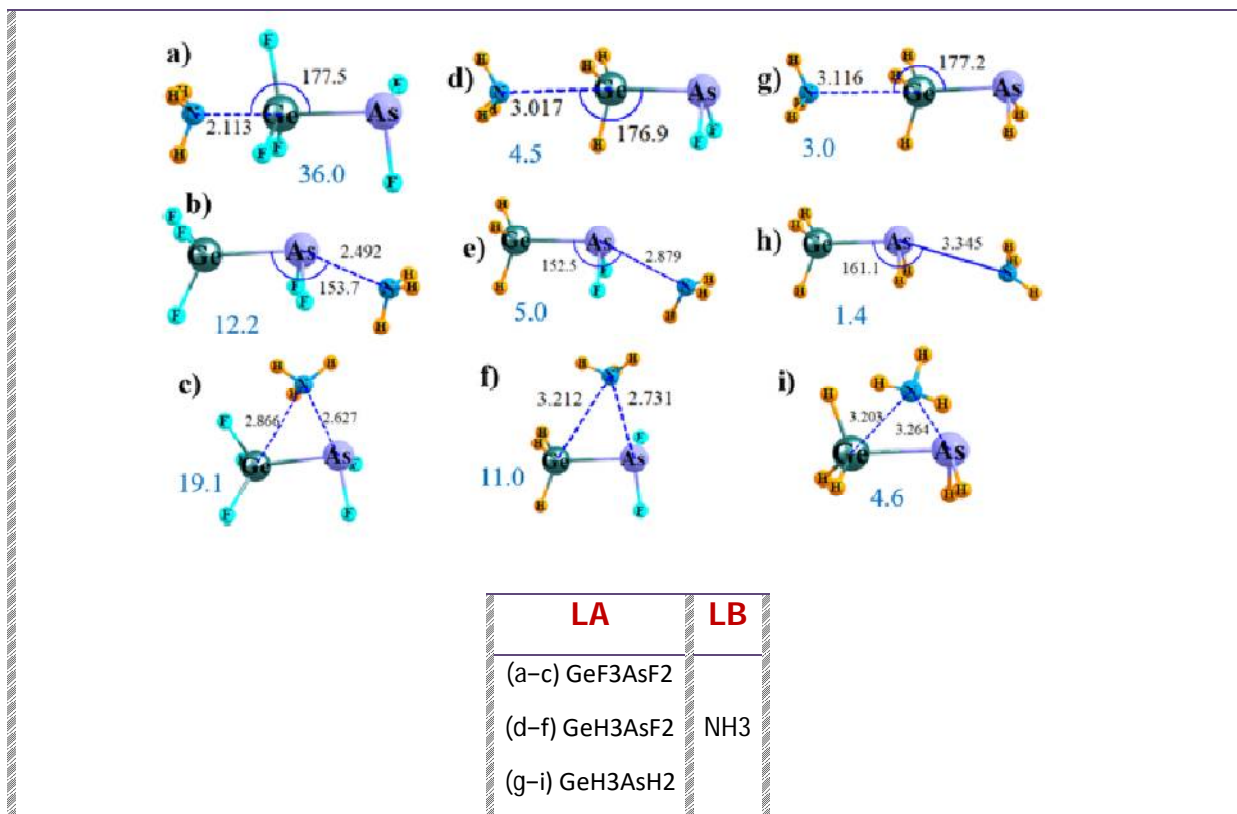 a) F 177.5 F N 2.113 Ge As H H H F F F 36.0
d) H H H N 3.017 Ge As H H H H 176.9 F F 4.5
g) H H H N 3.116 Ge 177.2 As H H H H H 3.0
b) F F Ge As 2.492 153.7 F F F N H H H 12.2
e) H H Ge As 2.879 152.5 H F F N H H H 5.0
h) H H Ge As 3.345 161.1 H H H N H H H 1.4
c) H H H N 2.866 2.627 F F Ge As F F F 19.1
f) H H H N 3.212 2.731 H H Ge As F H F 11.0
i) H H H N H 3.203 3.264 Ge As H H H H 4.6
LA LB
(a–c) GeF3AsF2
(d–f) GeH3AsF2 NH3
(g–i) GeH3AsH2